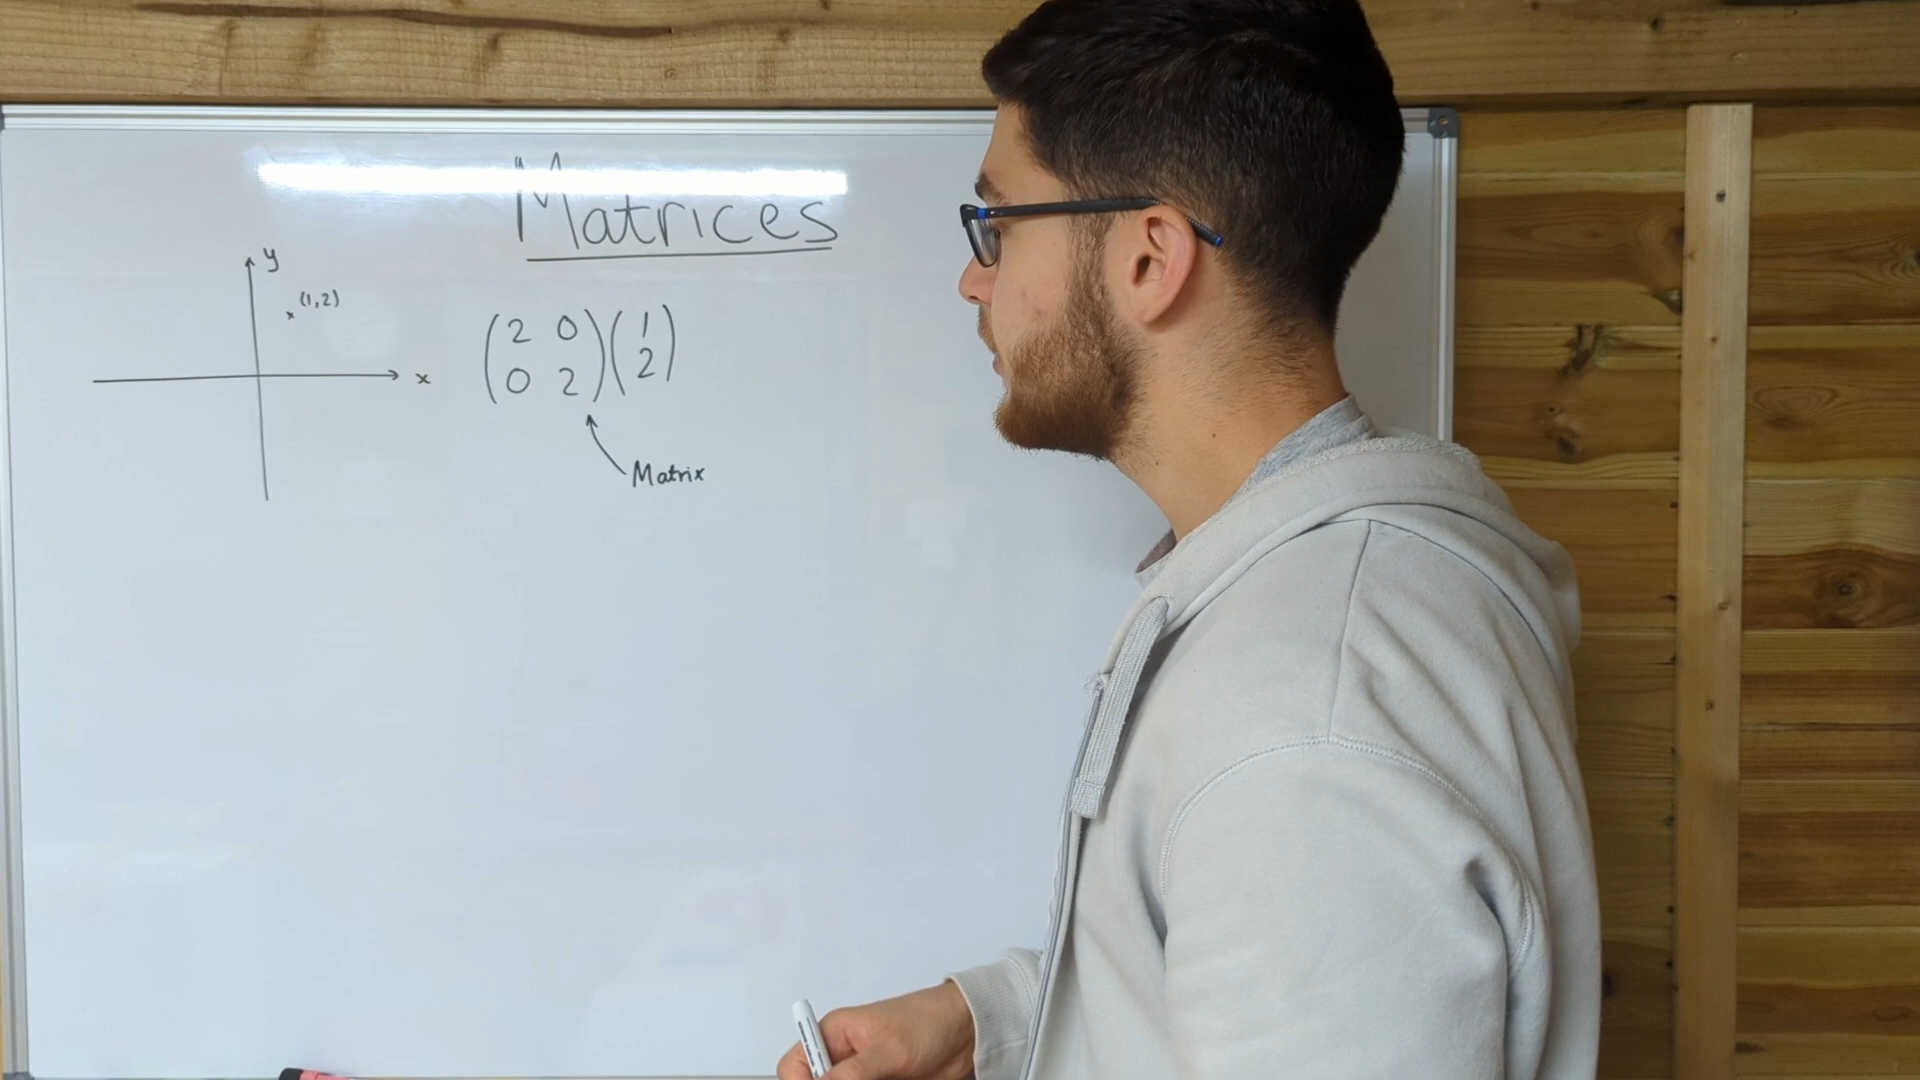 Matrices
y
(1,2)
x
(2 0)(1)
(0 2)(2)
Matrix